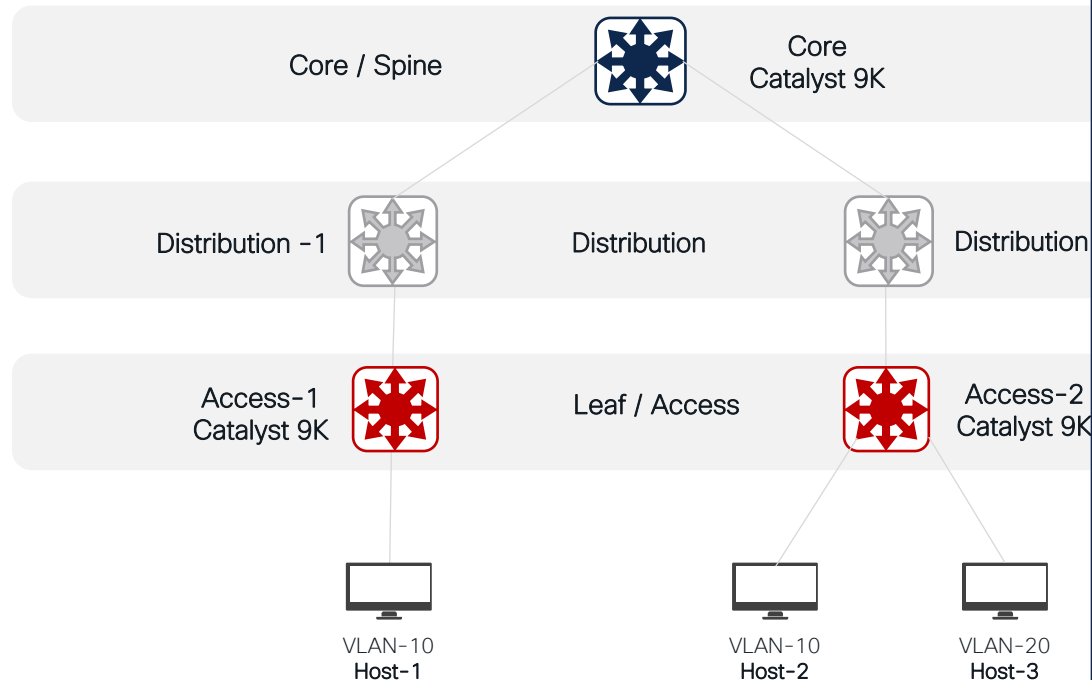 Core / Spine
Core
Catalyst 9K
Distribution -1
Distribution
Distribution
Access-1
Catalyst 9K
Leaf / Access
Access-2
Catalyst 9K
VLAN-10
Host-1
VLAN-10
Host-2
VLAN-20
Host-3